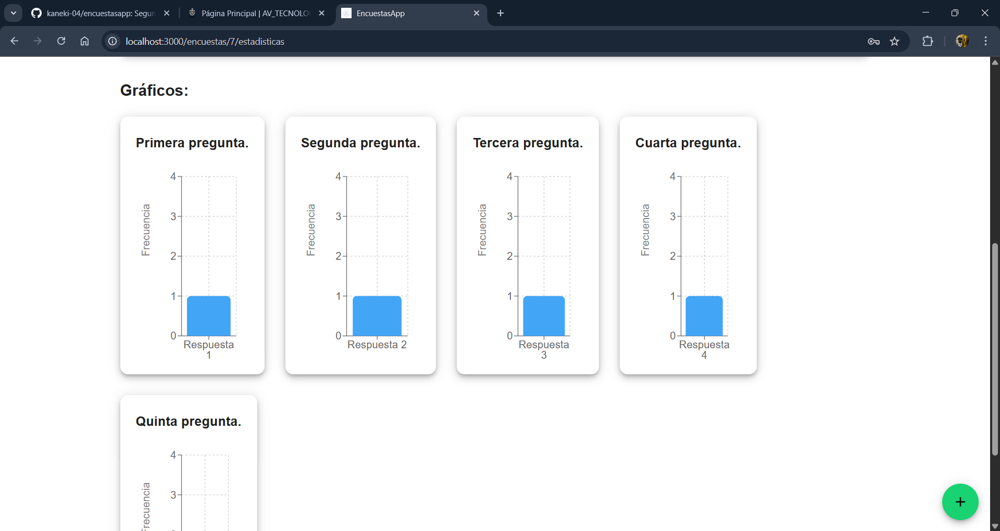 kaneki-04/encuestasapp: Segun
Página Principal | AV_TECNOLO
EncuestasApp
localhost:3000/encuestas/7/estadisticas
Gráficos:
Primera pregunta.
4
3
2
1
0
Frecuencia
Respuesta
1
Segunda pregunta.
4
3
2
1
0
Frecuencia
Respuesta 2
Tercera pregunta.
4
3
2
1
0
Frecuencia
Respuesta
3
Cuarta pregunta.
4
3
2
1
0
Frecuencia
Respuesta
4
Quinta pregunta.
4
3
Frecuencia
+